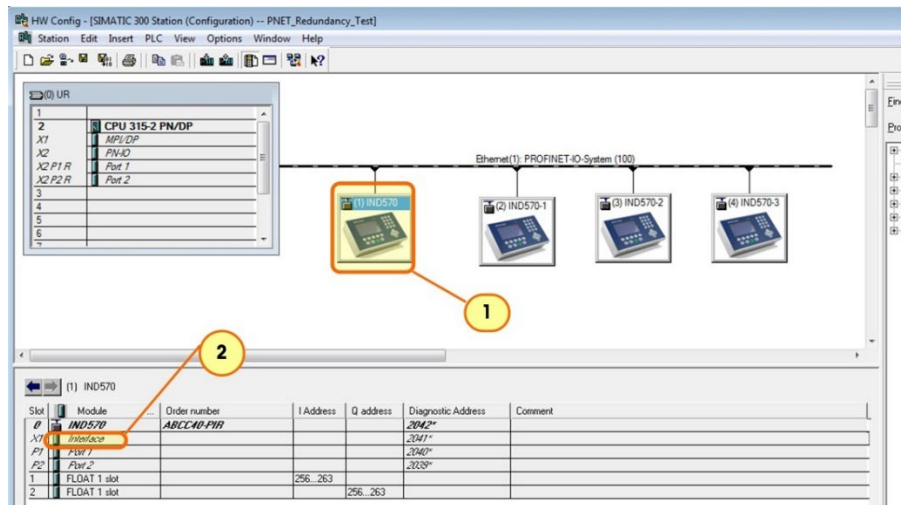 HW Config - [SIMATIC 300 Station (Configuration) -- PNET_Redundancy_Test]
Station Edit Insert PLC View Options Window Help
(0) UR
1
2 CPU 315-2 PN/DP
X1 MPI/DP
X2 PN-IO
X2 P1 R Port 1
X2 P2 R Port 2
3
4
5
6
Ethernet(1): PROFINET-IO-System (100)
(1) IND570
(2) IND570-1
(3) IND570-2
(4) IND570-3
1
2
(1) IND570
Slot Module ... Order number I Address Q address Diagnostic Address Comment
0 IND570 ABCC40-PIR 2042*
X1 Interface 2041*
P1 Port 1 2040*
P2 Port 2 2039*
1 FLOAT 1 slot 256...263
2 FLOAT 1 slot 256...263